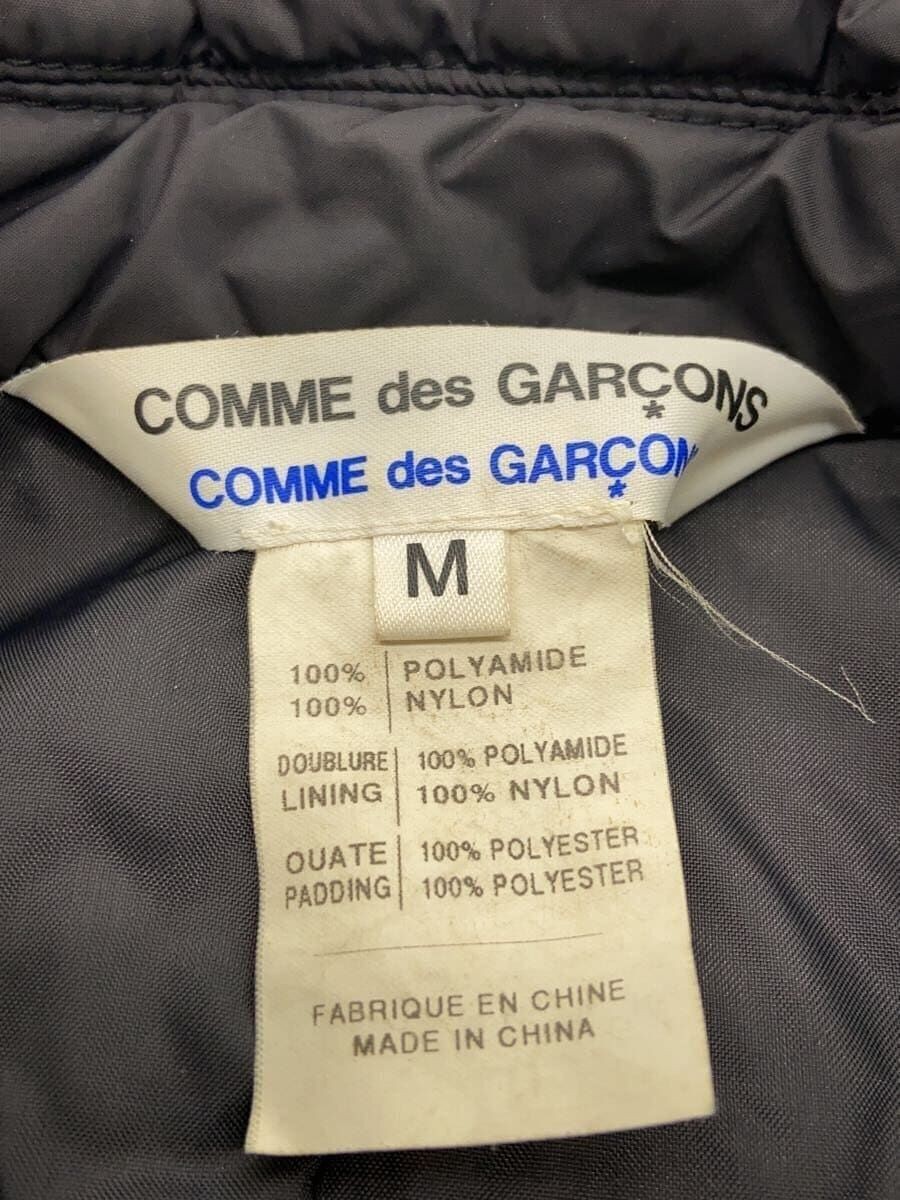 COMME des GARÇONS
*
COMME des GARÇON
*
M
100% POLYAMIDE
100% NYLON
DOUBLURE 100% POLYAMIDE
LINING 100% NYLON
OUATE 100% POLYESTER
PADDING 100% POLYESTER
FABRIQUE EN CHINE
MADE IN CHINA